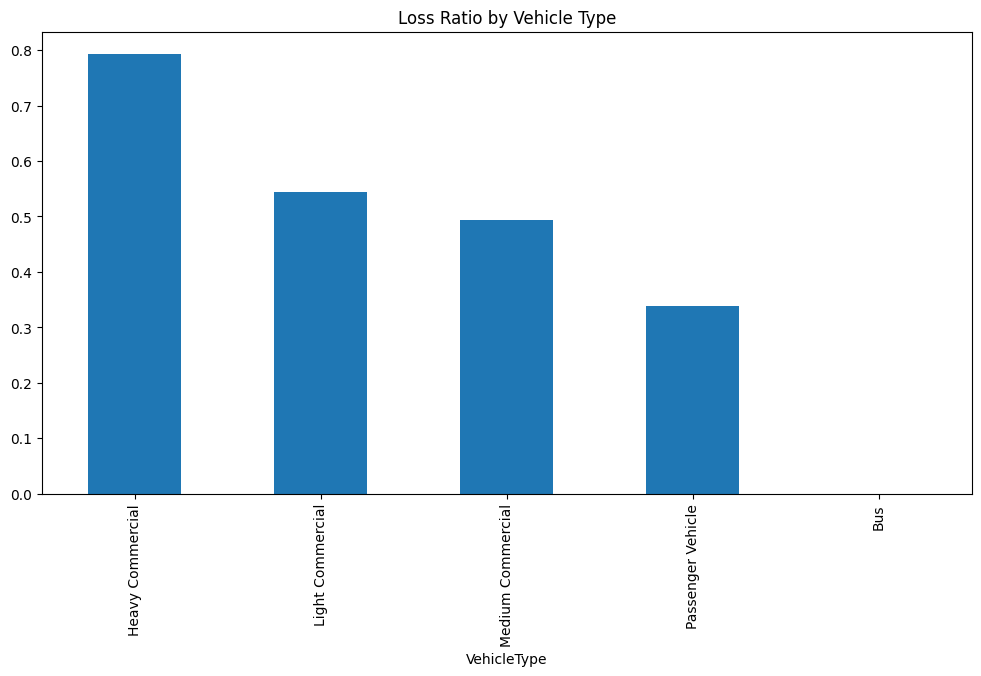 Loss Ratio by Vehicle Type
0.8
0.7
0.6
0.5
0.4
0.3
0.2
0.1
0.0
Heavy Commercial
Light Commercial
Medium Commercial
Passenger Vehicle
Bus
VehicleType